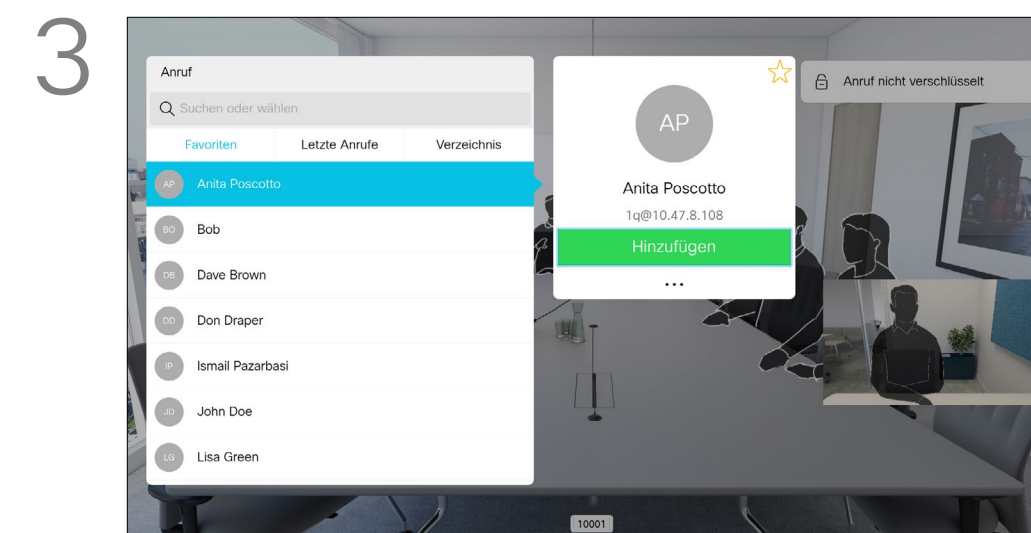 3
Anruf
Suchen oder wählen
Favoriten Letzte Anrufe Verzeichnis
AP Anita Poscotto
BO Bob
DB Dave Brown
DD Don Draper
IP Ismail Pazarbasi
JD John Doe
LG Lisa Green
AP
Anita Poscotto
1q@10.47.8.108
Hinzufügen
...
Anruf nicht verschlüsselt
10001